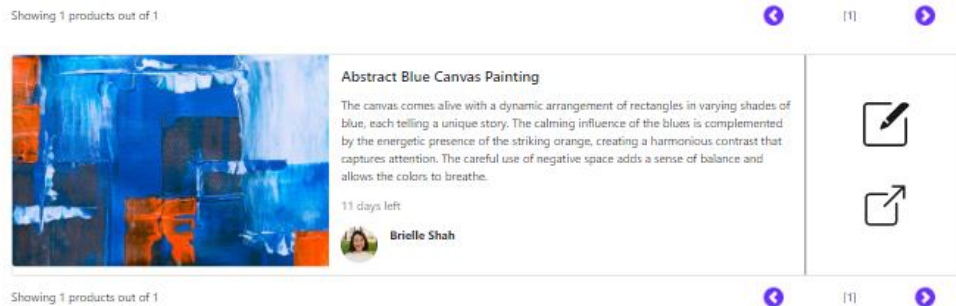 Showing 1 products out of 1
[1]
Abstract Blue Canvas Painting
The canvas comes alive with a dynamic arrangement of rectangles in varying shades of
blue, each telling a unique story. The calming influence of the blues is complemented
by the energetic presence of the striking orange, creating a harmonious contrast that
captures attention. The careful use of negative space adds a sense of balance and
allows the colors to breathe.
11 days left
Brielle Shah
Showing 1 products out of 1
[1]